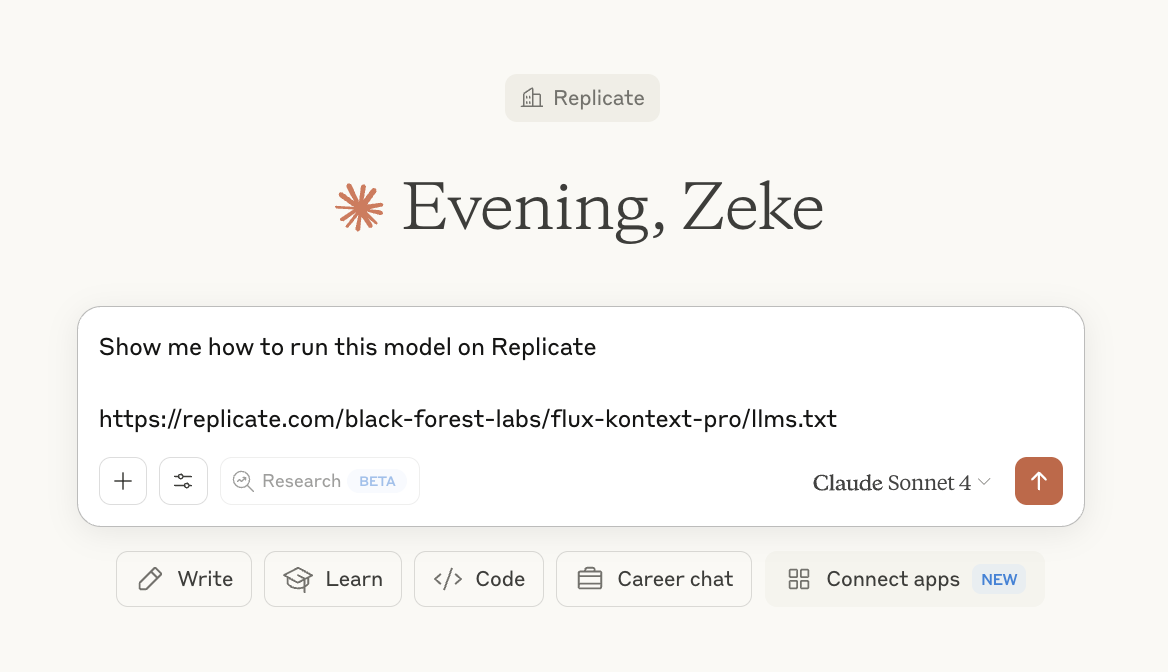 Replicate
Evening, Zeke
Show me how to run this model on Replicate
https://replicate.com/black-forest-labs/flux-kontext-pro/llms.txt
Research BETA
Claude Sonnet 4
Write
Learn
Code
Career chat
Connect apps NEW